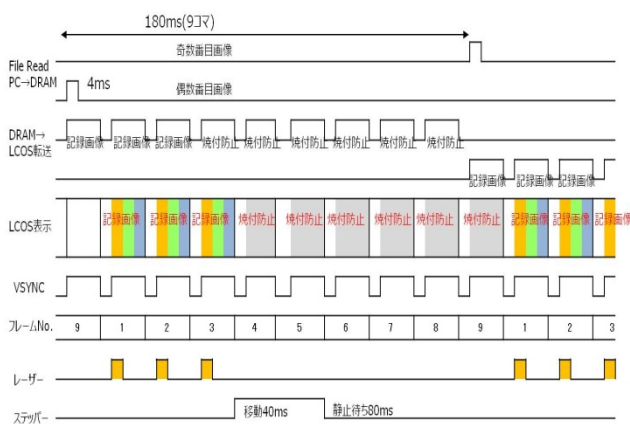 180ms(9コマ)
File Read
PC→DRAM
奇数番目画像
4ms
偶数番目画像
DRAM→
LCOS転送
記録画像 記録画像 記録画像 焼付防止 焼付防止 焼付防止 焼付防止 焼付防止 焼付防止
記録画像 記録画像 記録画像
LCOS表示
記録画像 記録画像 記録画像 焼付防止 焼付防止 焼付防止 焼付防止 焼付防止 記録画像 記録画像 記録画像
VSYNC
フレームNo.
9 1 2 3 4 5 6 7 8 9 1 2 3
レーザー
ステッパー
移動40ms
静止待ち80ms